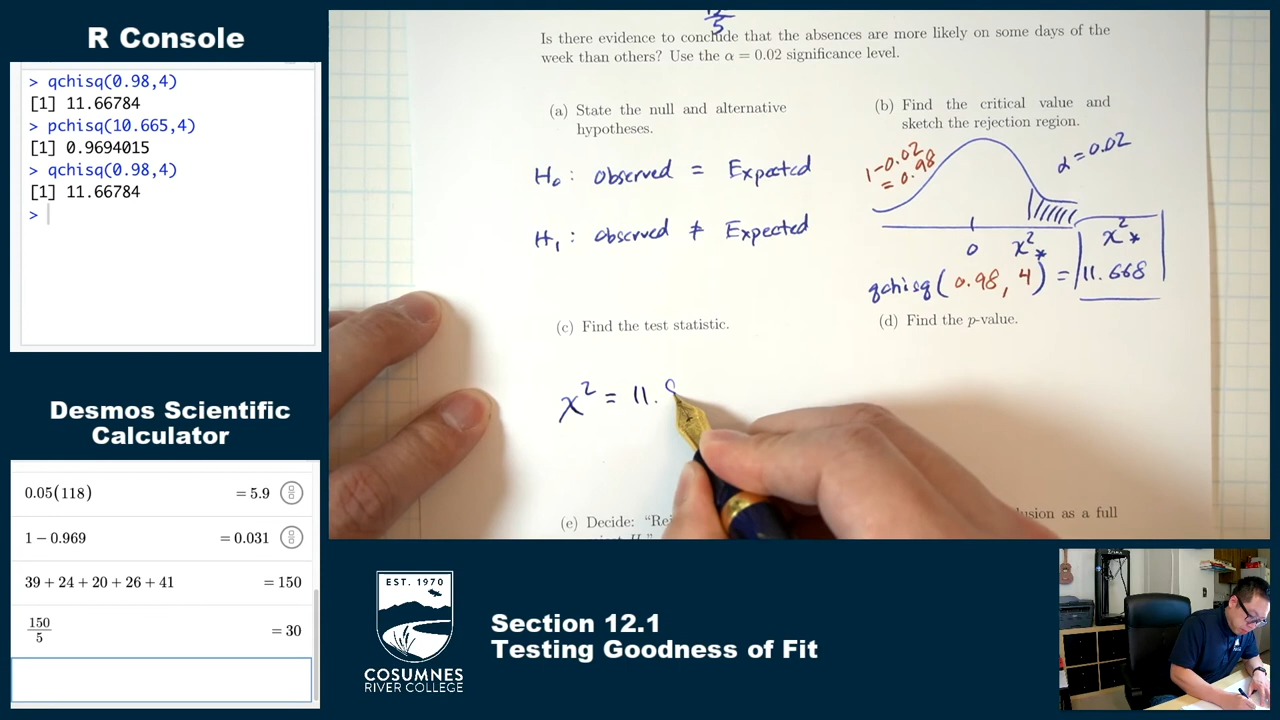 R Console
> qchisq(0.98,4)
[1] 11.66784
> pchisq(10.665,4)
[1] 0.9694015
> qchisq(0.98,4)
[1] 11.66784
>
Desmos Scientific
Calculator
0.05(118) = 5.9
1 − 0.969 = 0.031
39 + 24 + 20 + 26 + 41 = 150
150
5
= 30
5
Is there evidence to conclude that the absences are more likely on some days of the
week than others? Use the α = 0.02 significance level.
(a) State the null and alternative
hypotheses.
H₀ : observed = Expected
H₁ : observed ≠ Expected
(b) Find the critical value and
sketch the rejection region.
1-0.02
= 0.98
α = 0.02
0 χ²*
χ²*
qchisq(0.98, 4) = 11.668
(c) Find the test statistic.
χ² = 11.
(d) Find the p-value.
(e) Decide: "Rej
usion as a full
EST. 1970
COSUMNES
RIVER COLLEGE
Section 12.1
Testing Goodness of Fit